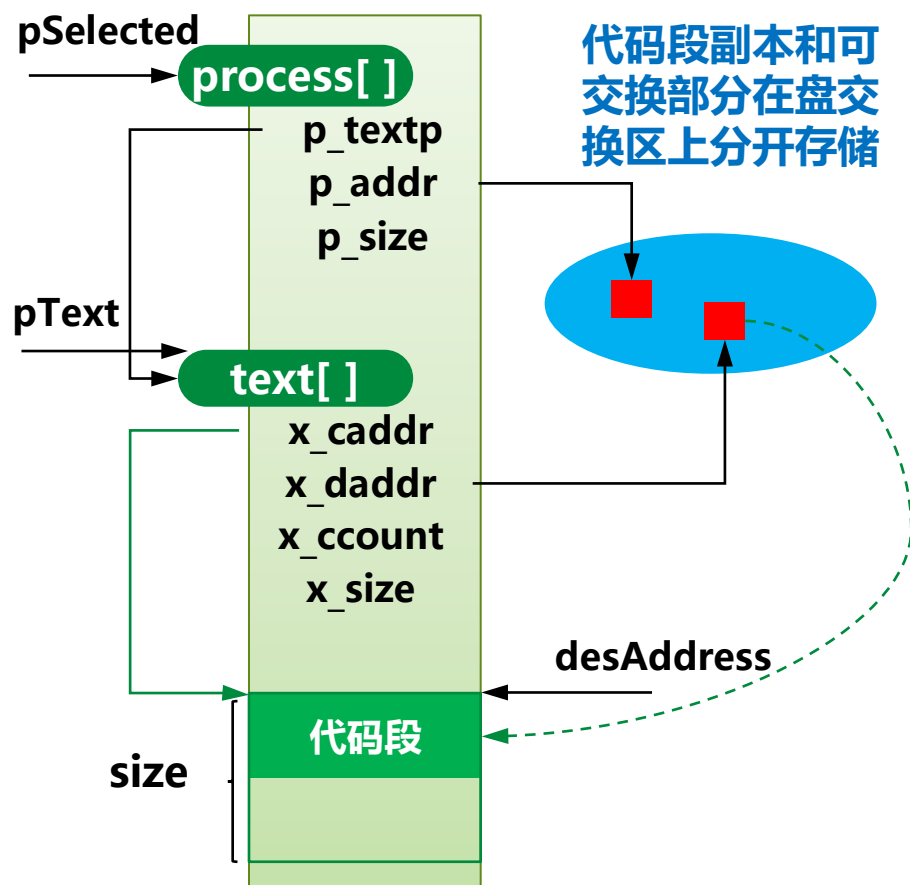 pSelected
process[ ]
代码段副本和可
交换部分在盘交
换区上分开存储
p_textp
p_addr
p_size
pText
text[ ]
x_caddr
x_daddr
x_ccount
x_size
desAddress
代码段
size